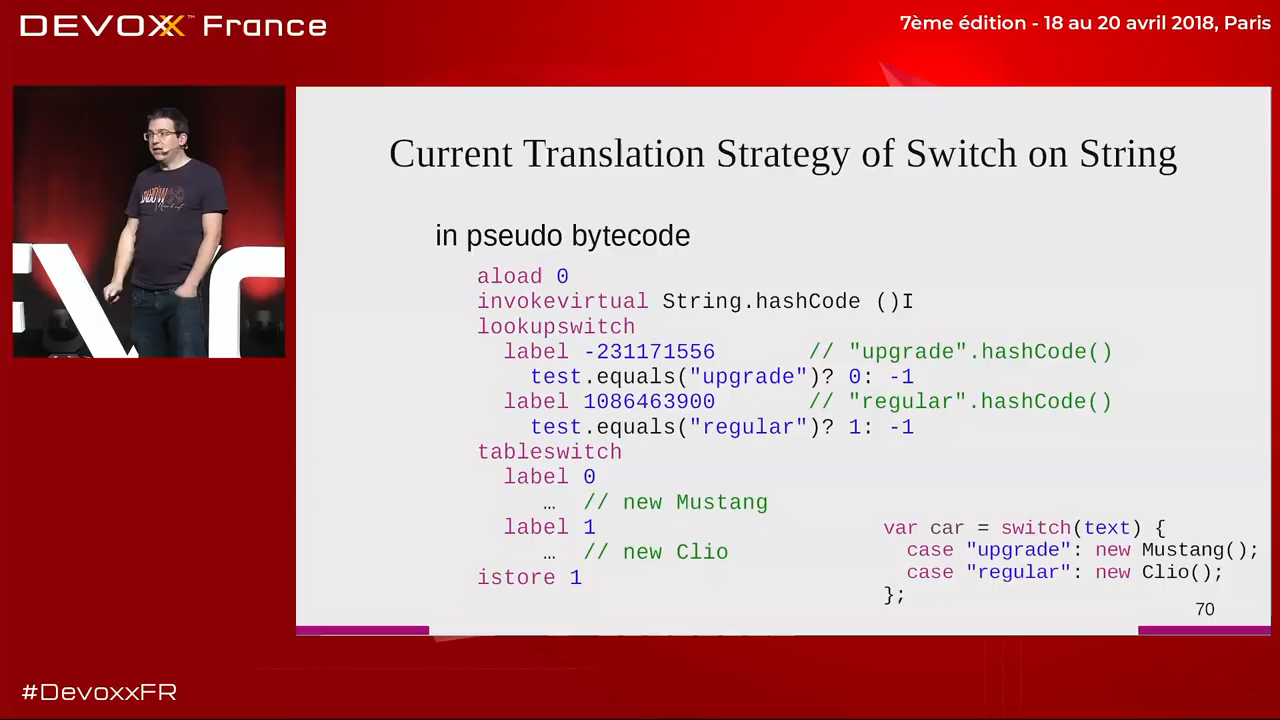 DEVOXX™ France
7ème édition - 18 au 20 avril 2018, Paris
Current Translation Strategy of Switch on String
in pseudo bytecode
aload 0
invokevirtual String.hashCode ()I
lookupswitch
label -231171556 // "upgrade".hashCode()
test.equals("upgrade")? 0: -1
label 1086463900 // "regular".hashCode()
test.equals("regular")? 1: -1
tableswitch
label 0
… // new Mustang
label 1
… // new Clio
istore 1
var car = switch(text) {
case "upgrade": new Mustang();
case "regular": new Clio();
};
70
#DevoxxFR